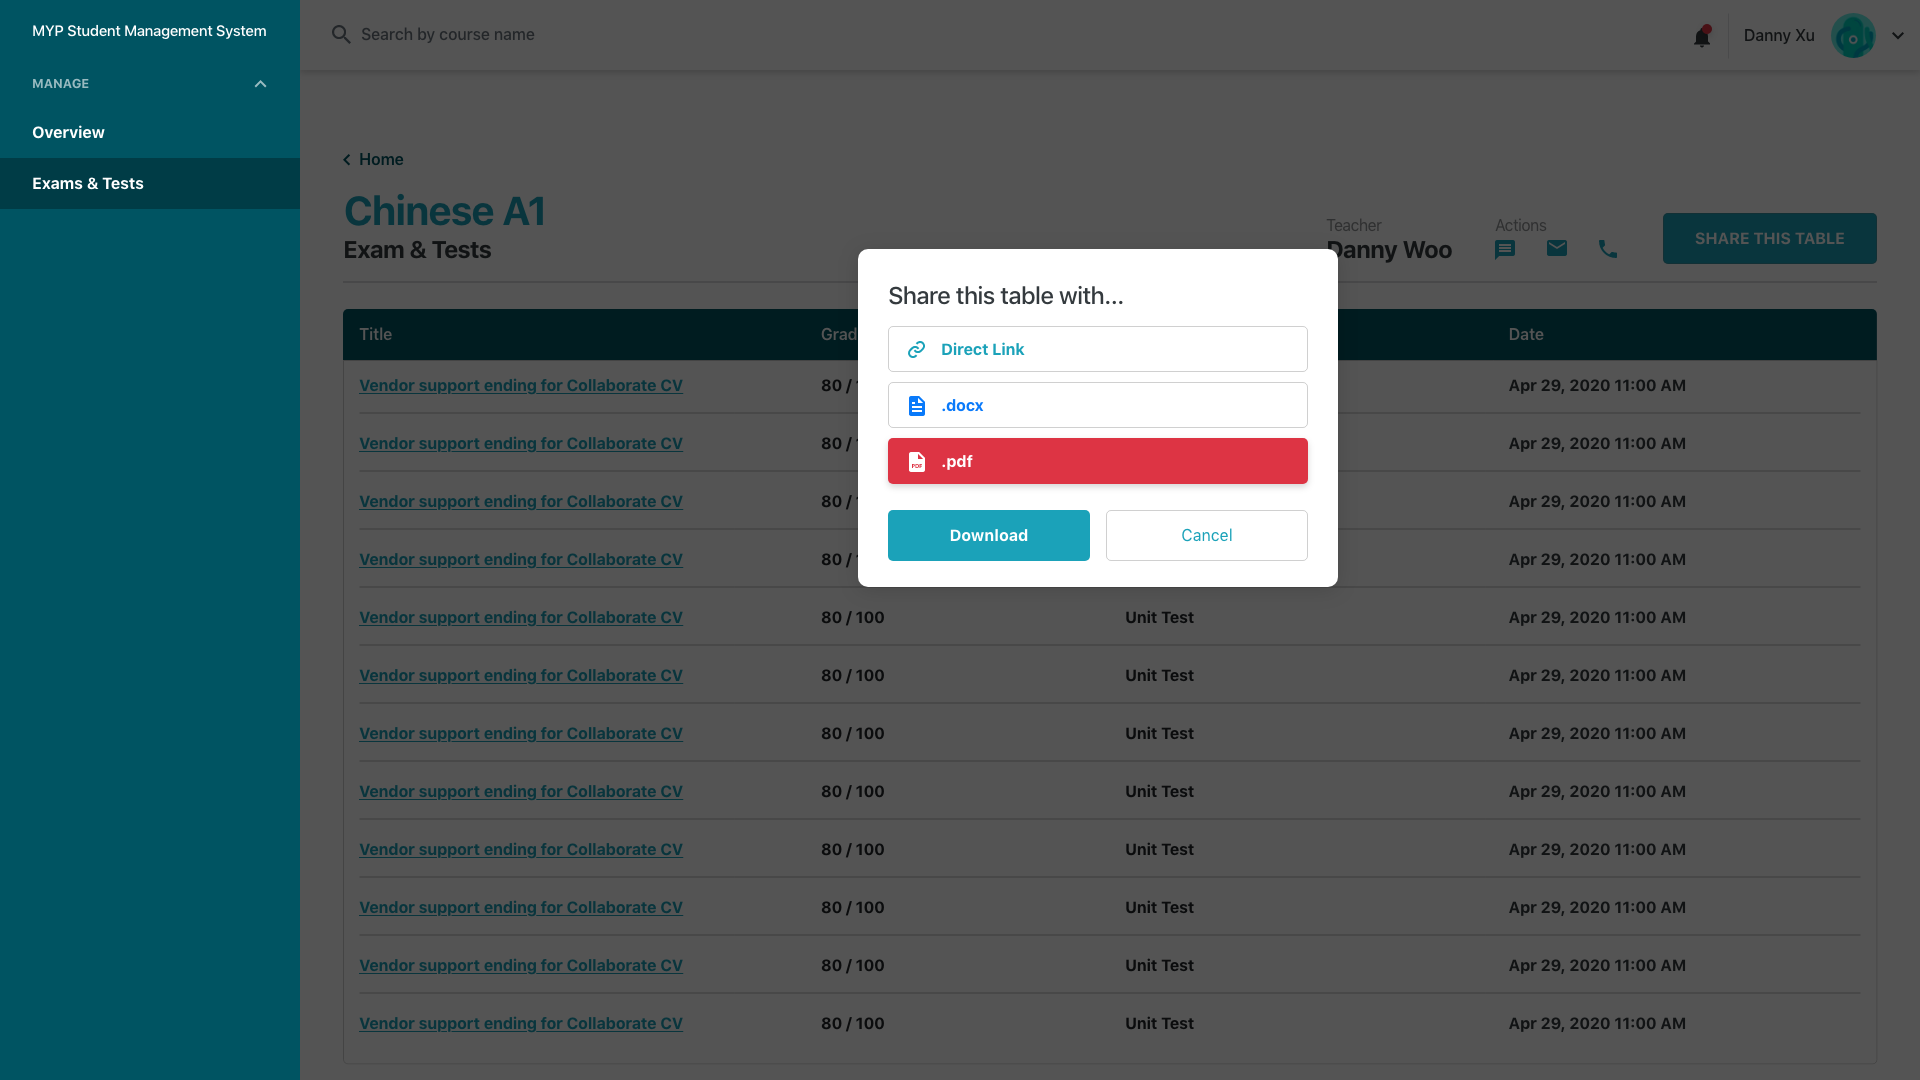 MYP Student Management System
MANAGE
Overview
Exams & Tests
Search by course name
Danny Xu
Home
Chinese A1
Exam & Tests
Teacher
Danny Woo
Actions
SHARE THIS TABLE
Share this table with...
Direct Link
.docx
PDF
.pdf
Download
Cancel
Title Grad Date
Vendor support ending for Collaborate CV 80 / Apr 29, 2020 11:00 AM
Vendor support ending for Collaborate CV 80 / Apr 29, 2020 11:00 AM
Vendor support ending for Collaborate CV 80 / Apr 29, 2020 11:00 AM
Vendor support ending for Collaborate CV 80 / Apr 29, 2020 11:00 AM
Vendor support ending for Collaborate CV 80 / 100 Unit Test Apr 29, 2020 11:00 AM
Vendor support ending for Collaborate CV 80 / 100 Unit Test Apr 29, 2020 11:00 AM
Vendor support ending for Collaborate CV 80 / 100 Unit Test Apr 29, 2020 11:00 AM
Vendor support ending for Collaborate CV 80 / 100 Unit Test Apr 29, 2020 11:00 AM
Vendor support ending for Collaborate CV 80 / 100 Unit Test Apr 29, 2020 11:00 AM
Vendor support ending for Collaborate CV 80 / 100 Unit Test Apr 29, 2020 11:00 AM
Vendor support ending for Collaborate CV 80 / 100 Unit Test Apr 29, 2020 11:00 AM
Vendor support ending for Collaborate CV 80 / 100 Unit Test Apr 29, 2020 11:00 AM